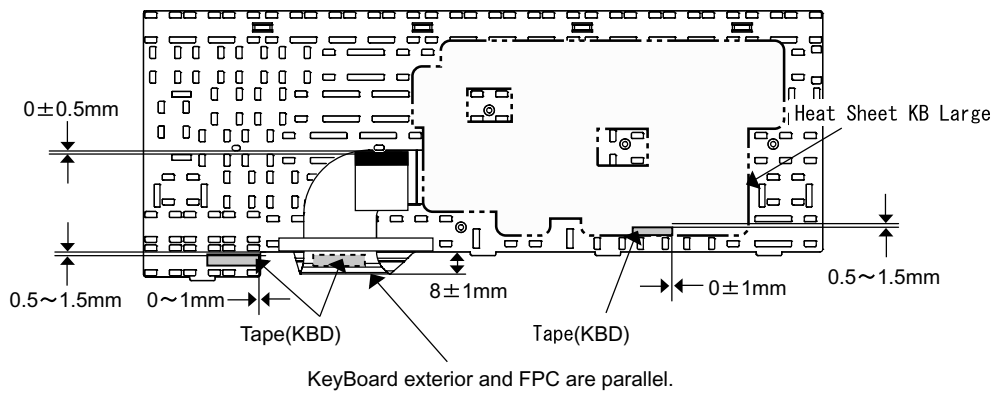 0±0.5mm
Heat Sheet KB Large
0.5～1.5mm
0～1mm
8±1mm
0±1mm
0.5～1.5mm
Tape(KBD)
Tape(KBD)
KeyBoard exterior and FPC are parallel.